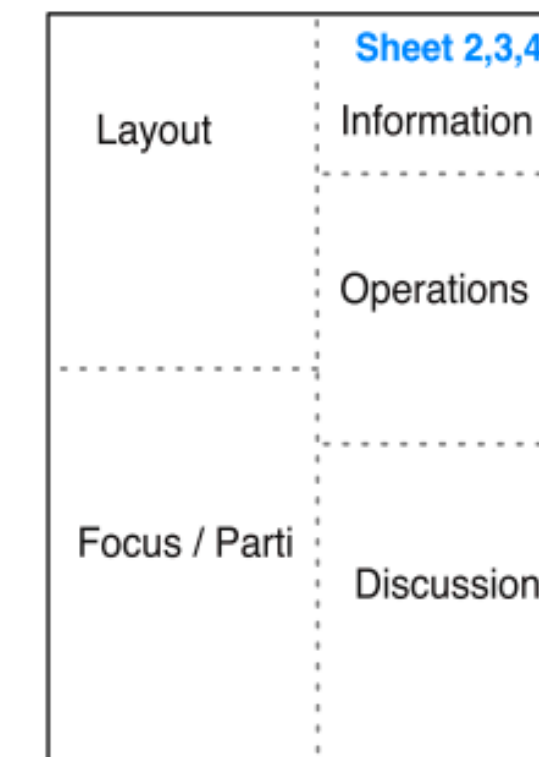 Sheet 2,3,4
Layout
Information
Operations
Focus / Parti
Discussion